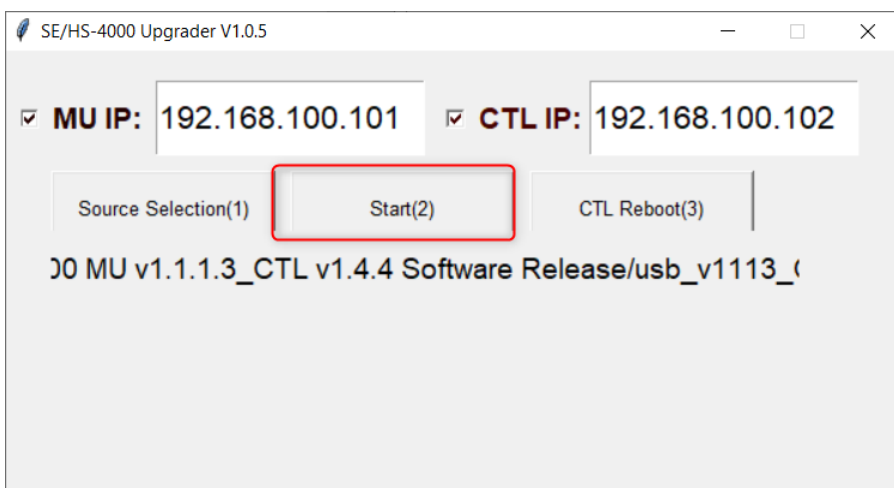 SE/HS-4000 Upgrader V1.0.5
MU IP: 192.168.100.101 CTL IP: 192.168.100.102
Source Selection(1) Start(2) CTL Reboot(3)
00 MU v1.1.1.3_CTL v1.4.4 Software Release/usb_v1113_